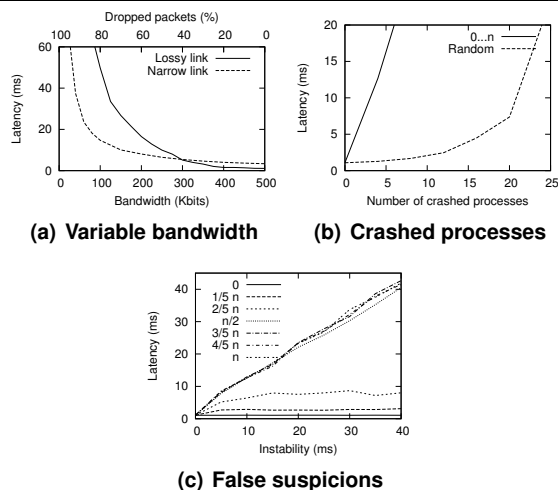 Dropped packets (%)
100 80 60 40 20 0
60
40
20
0
Latency (ms)
Lossy link
Narrow link
0 100 200 300 400 500
Bandwidth (Kbits)
(a) Variable bandwidth
20
15
10
5
0
Latency (ms)
0...n
Random
0 5 10 15 20 25
Number of crashed processes
(b) Crashed processes
40
30
20
10
0
Latency (ms)
0
1/5 n
2/5 n
n/2
3/5 n
4/5 n
n
0 10 20 30 40
Instability (ms)
(c) False suspicions